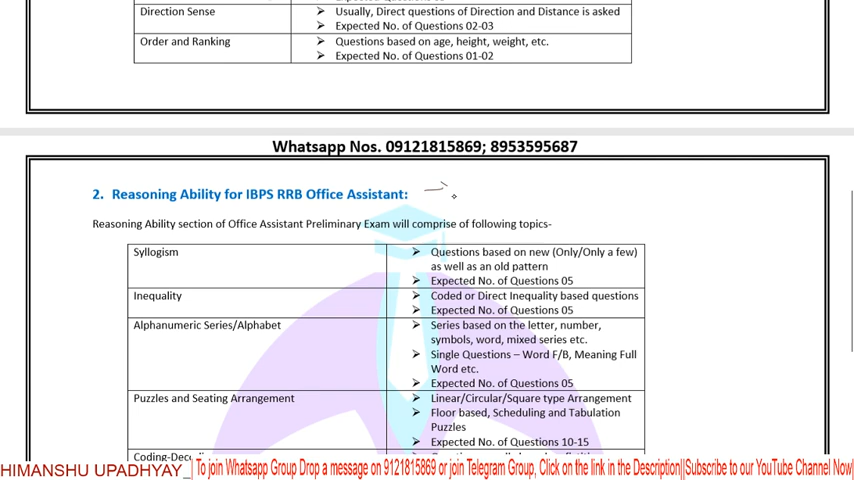 Direction Sense
➢ Usually, Direct questions of Direction and Distance is asked
➢ Expected No. of Questions 02-03
Order and Ranking
➢ Questions based on age, height, weight, etc.
➢ Expected No. of Questions 01-02
Whatsapp Nos. 09121815869; 8953595687
2. Reasoning Ability for IBPS RRB Office Assistant:
Reasoning Ability section of Office Assistant Preliminary Exam will comprise of following topics-
Syllogism
➢ Questions based on new (Only/Only a few)
as well as an old pattern
➢ Expected No. of Questions 05
Inequality
➢ Coded or Direct Inequality based questions
➢ Expected No. of Questions 05
Alphanumeric Series/Alphabet
➢ Series based on the letter, number,
symbols, word, mixed series etc.
➢ Single Questions – Word F/B, Meaning Full
Word etc.
➢ Expected No. of Questions 05
Puzzles and Seating Arrangement
➢ Linear/Circular/Square type Arrangement
➢ Floor based, Scheduling and Tabulation
Puzzles
➢ Expected No. of Questions 10-15
HIMANSHU UPADHYAY_| To join Whatsapp Group Drop a message on 9121815869 or join Telegram Group, Click on the link in the Description||Subscribe to our YouTube Channel Now|